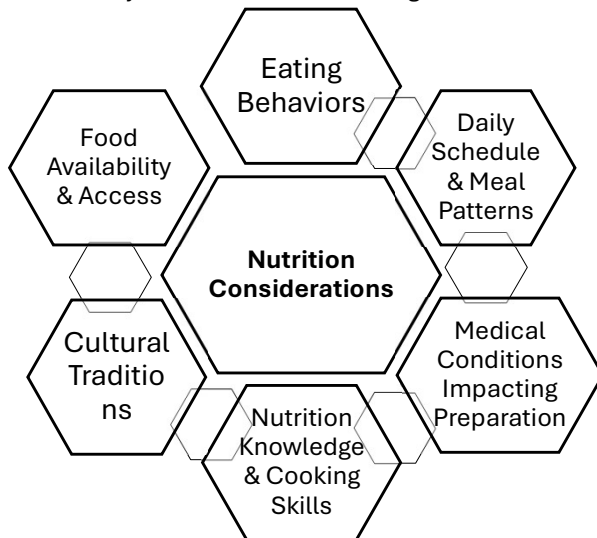 Eating
Behaviors
Daily
Schedule
& Meal
Patterns
Food
Availability
& Access
Nutrition
Considerations
Medical
Conditions
Impacting
Preparation
Cultural
Traditio
ns
Nutrition
Knowledge
& Cooking
Skills